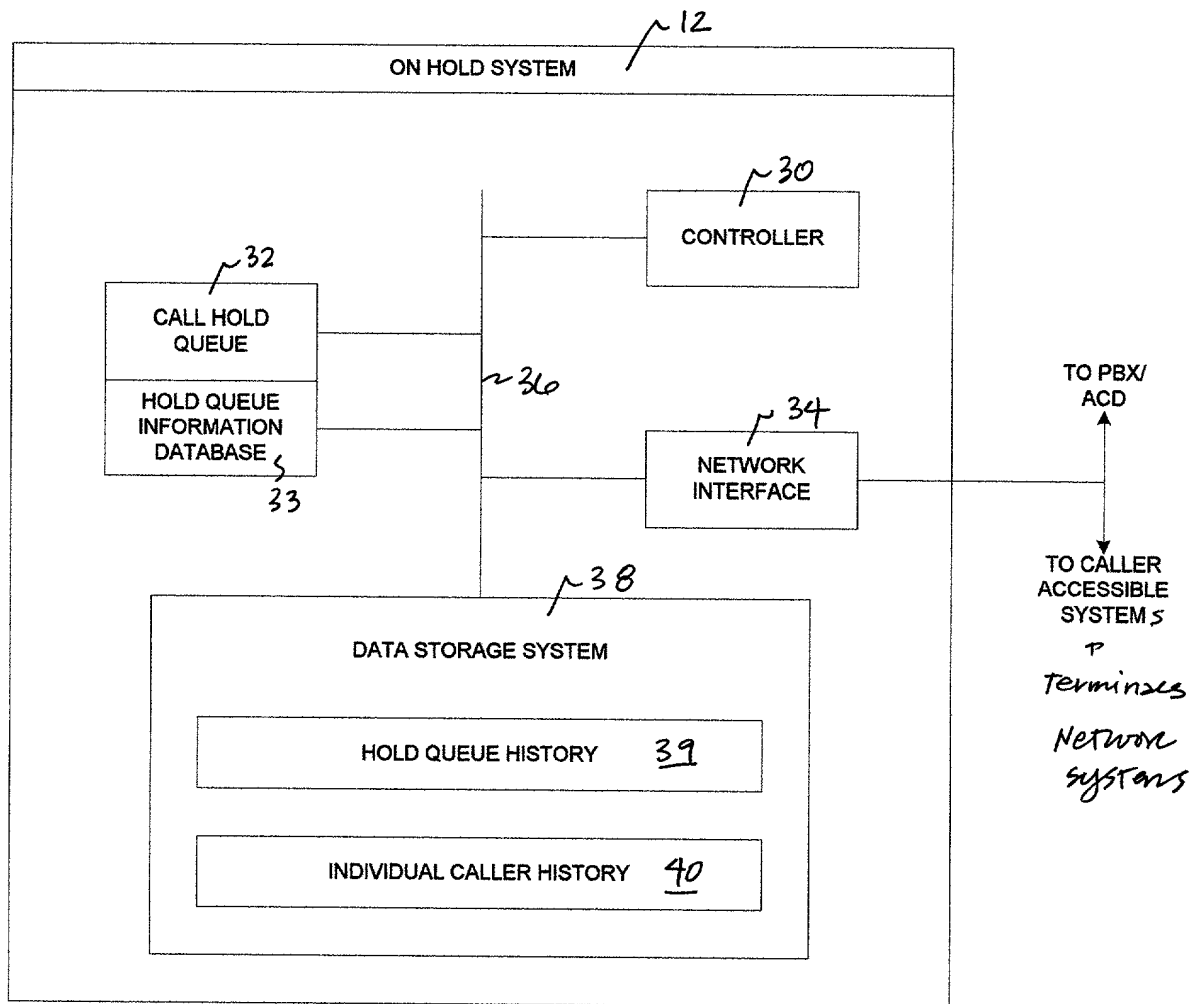 12
ON HOLD SYSTEM
30
CONTROLLER
32
CALL HOLD
QUEUE
36
HOLD QUEUE
INFORMATION
DATABASE
33
34
NETWORK
INTERFACE
TO PBX/
ACD
TO CALLER
ACCESSIBLE
SYSTEMS
Network
systems
38
DATA STORAGE SYSTEM
HOLD QUEUE HISTORY 39
INDIVIDUAL CALLER HISTORY 40